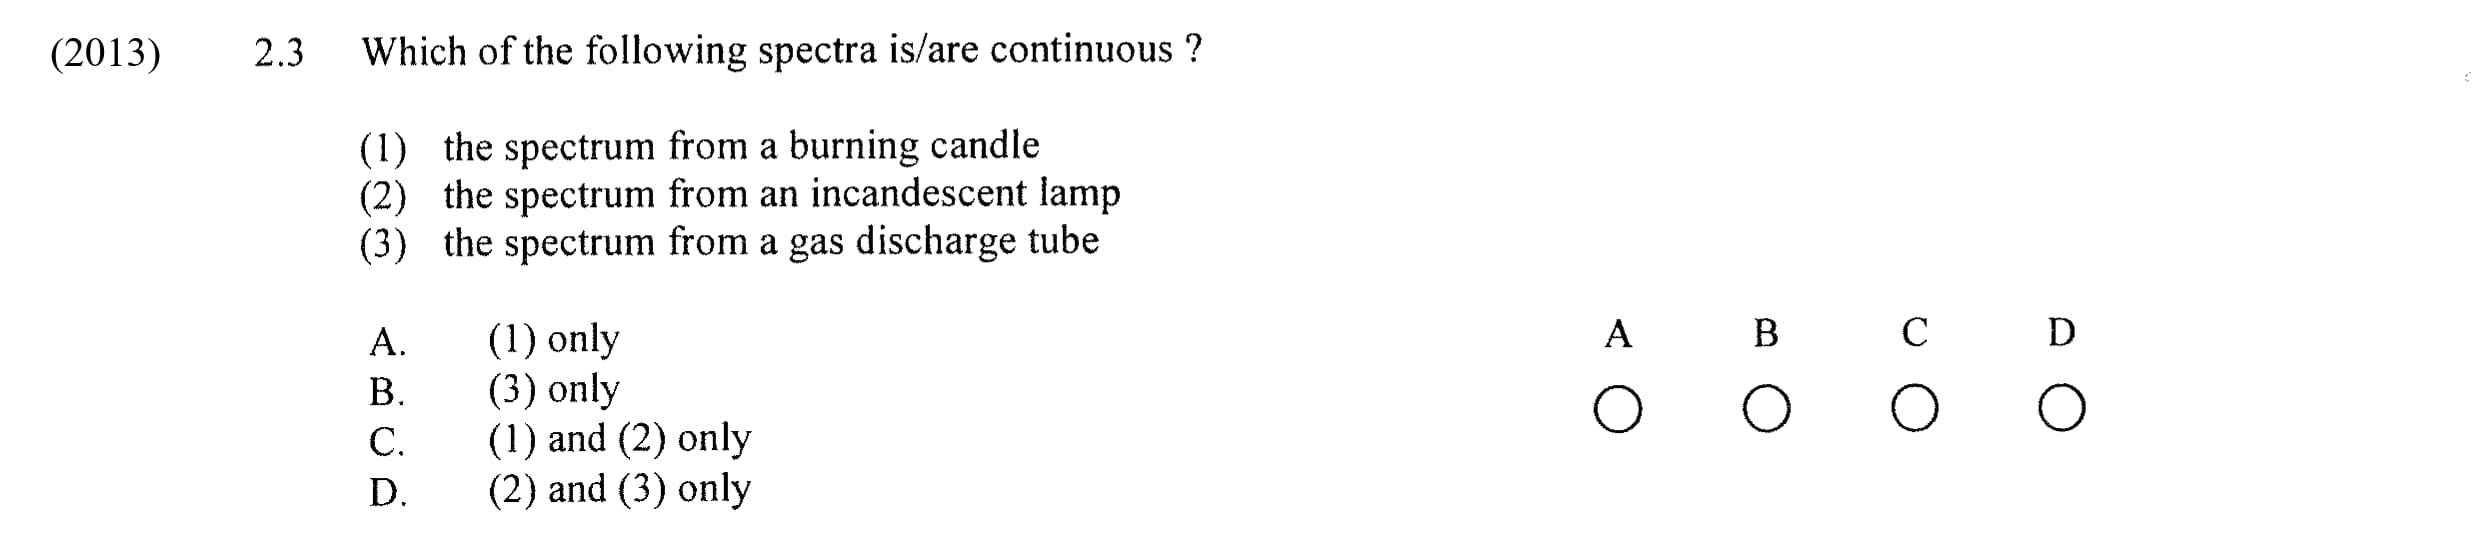 (2013) 2.3 Which of the following spectra is/are continuous ?
(1) the spectrum from a burning candle
(2) the spectrum from an incandescent lamp
(3) the spectrum from a gas discharge tube
A. (1) only
B. (3) only
C. (1) and (2) only
D. (2) and (3) only
A B C D